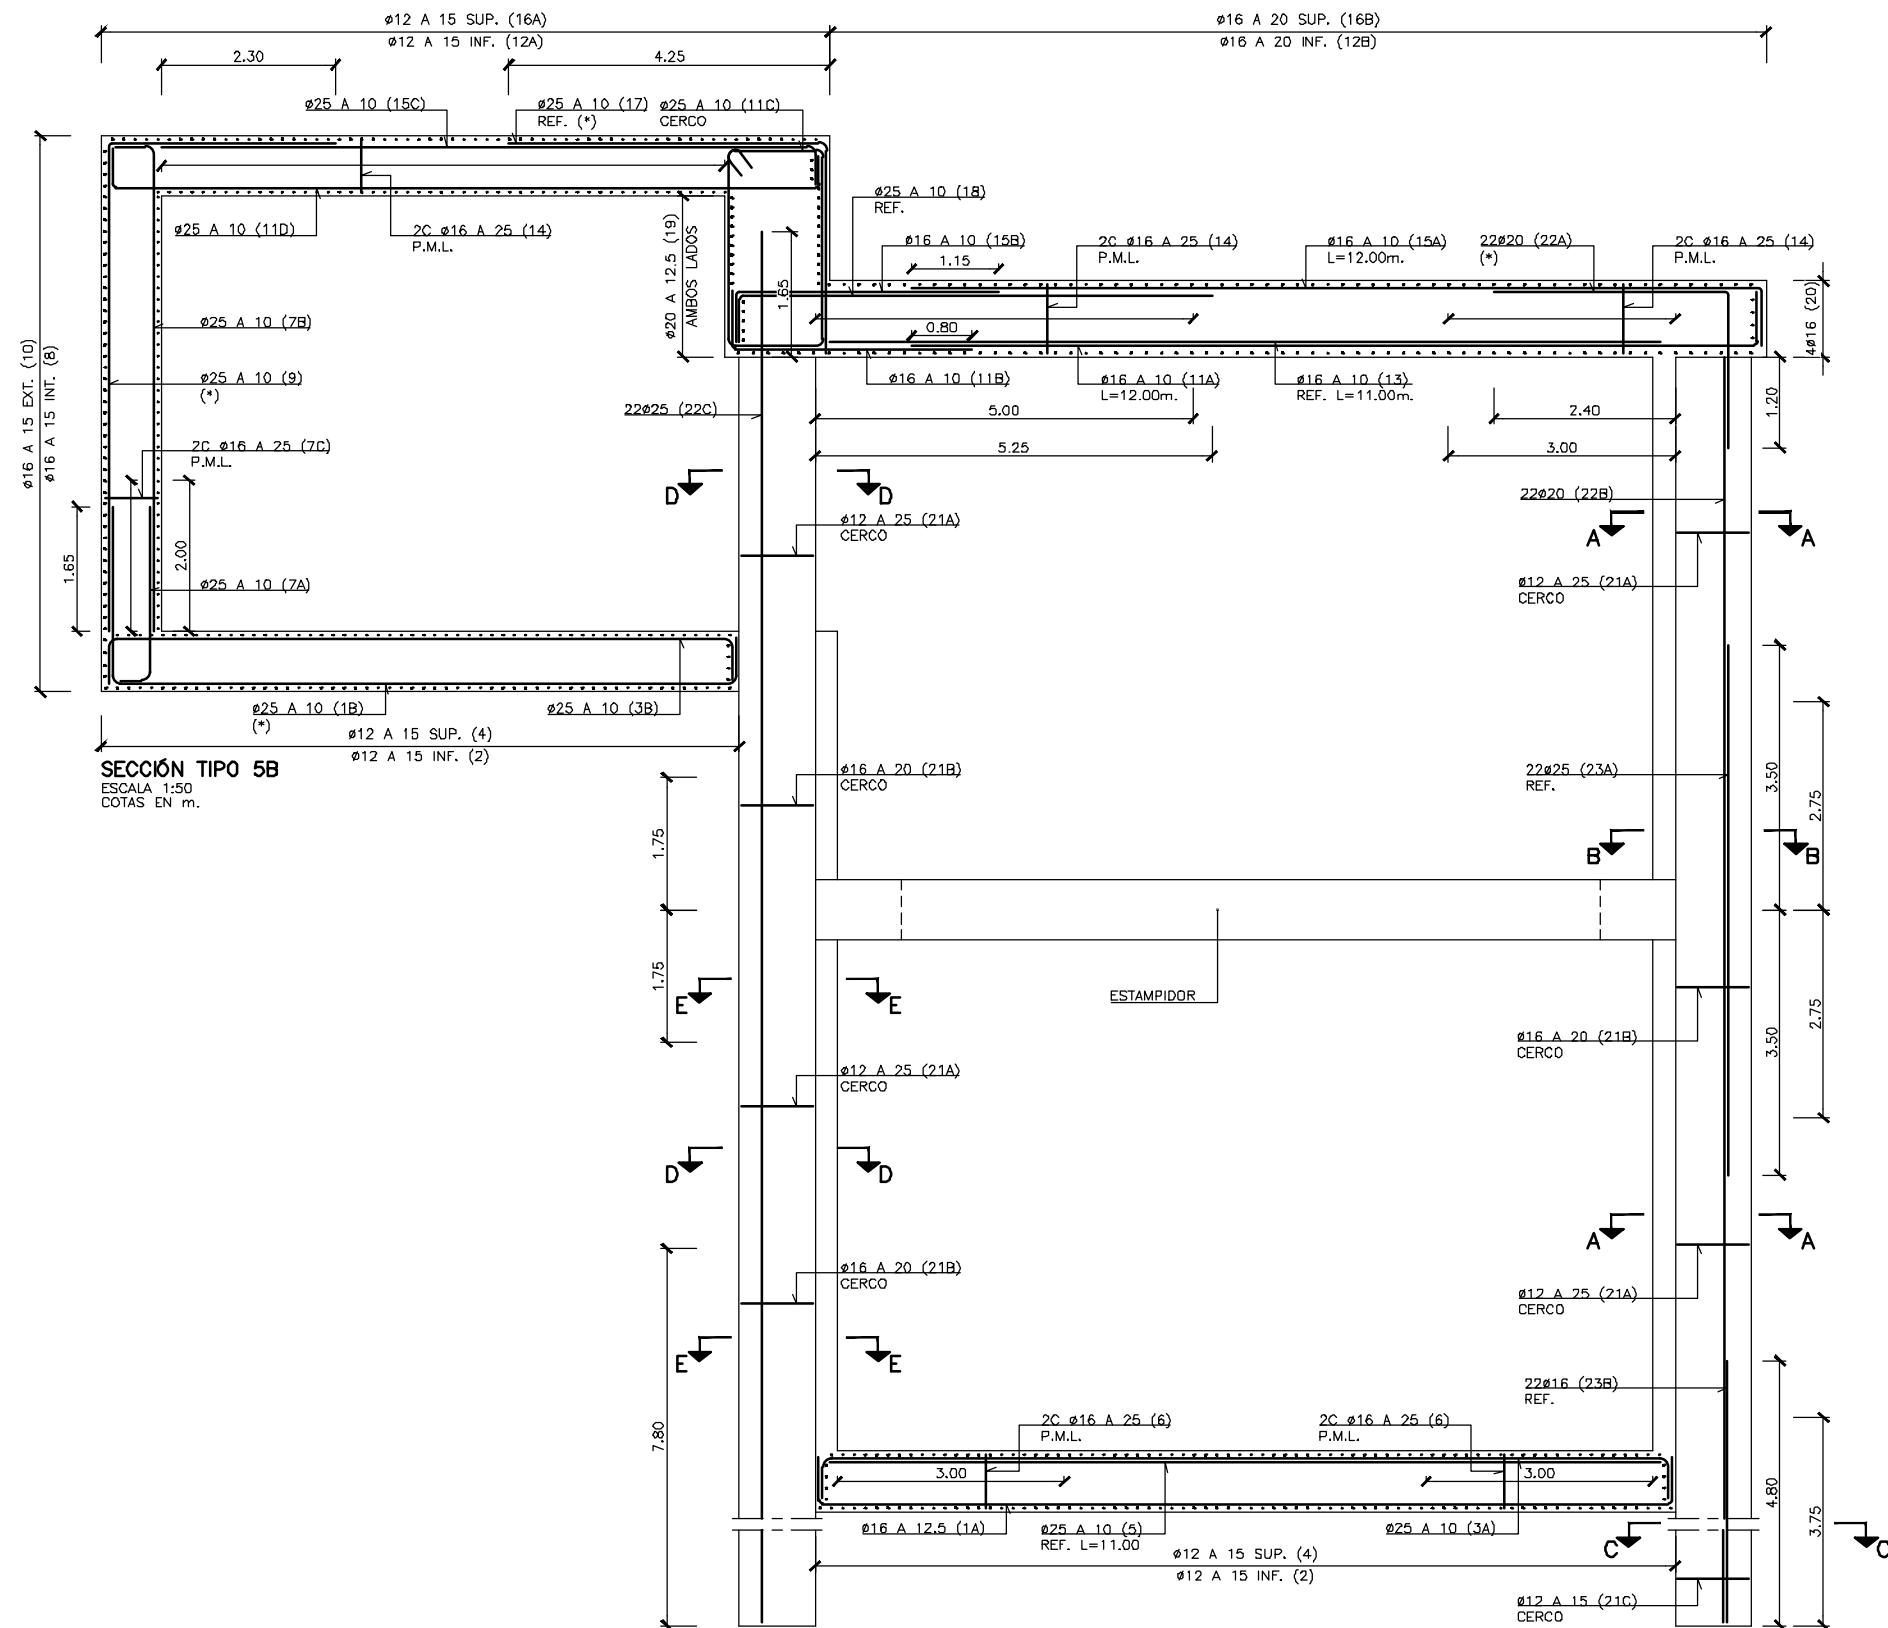 ø12 A 15 SUP. (16A)
ø12 A 15 INF. (12A)
ø16 A 20 SUP. (16B)
ø16 A 20 INF. (12B)
2.30
4.25
ø25 A 10 (15C)
ø25 A 10 (17)
REF. (*)
ø25 A 10 (11C)
CERCO
ø25 A 10 (11D)
2C ø16 A 25 (14)
P.M.L.
ø20 A 12.5 (19)
AMBOS LADOS
1.65
ø25 A 10 (18)
REF.
ø16 A 10 (15B)
1.15
2C ø16 A 25 (14)
P.M.L.
ø16 A 10 (15A)
L=12.00m.
22ø20 (22A)
(*)
2C ø16 A 25 (14)
P.M.L.
4ø16 (20)
0.80
ø25 A 10 (7B)
ø16 A 15 EXT. (10)
ø16 A 15 INT. (8)
ø25 A 10 (9)
(*)
ø16 A 10 (11B)
ø16 A 10 (11A)
L=12.00m.
ø16 A 10 (13)
REF. L=11.00m.
1.20
22ø25 (22C)
5.00
2.40
5.25
3.00
2C ø16 A 25 (7C)
P.M.L.
D
D
22ø20 (22B)
A
A
ø12 A 25 (21A)
CERCO
1.65
2.00
ø25 A 10 (7A)
ø12 A 25 (21A)
CERCO
ø25 A 10 (1B)
(*)
ø25 A 10 (3B)
ø12 A 15 SUP. (4)
ø12 A 15 INF. (2)
SECCIÓN TIPO 5B
ESCALA 1:50
COTAS EN m.
ø16 A 20 (21B)
CERCO
22ø25 (23A)
REF.
3.50
2.75
1.75
B
B
1.75
E
E
ESTAMPIDOR
2.75
3.50
ø16 A 20 (21B)
CERCO
ø12 A 25 (21A)
CERCO
D
D
A
A
ø16 A 20 (21B)
CERCO
ø12 A 25 (21A)
CERCO
E
E
22ø16 (23B)
REF.
7.80
2C ø16 A 25 (6)
P.M.L.
2C ø16 A 25 (6)
P.M.L.
3.00
3.00
4.80
3.75
ø16 A 12.5 (1A)
ø25 A 10 (5)
REF. L=11.00
ø25 A 10 (3A)
C
C
ø12 A 15 SUP. (4)
ø12 A 15 INF. (2)
ø12 A 15 (21C)
CERCO